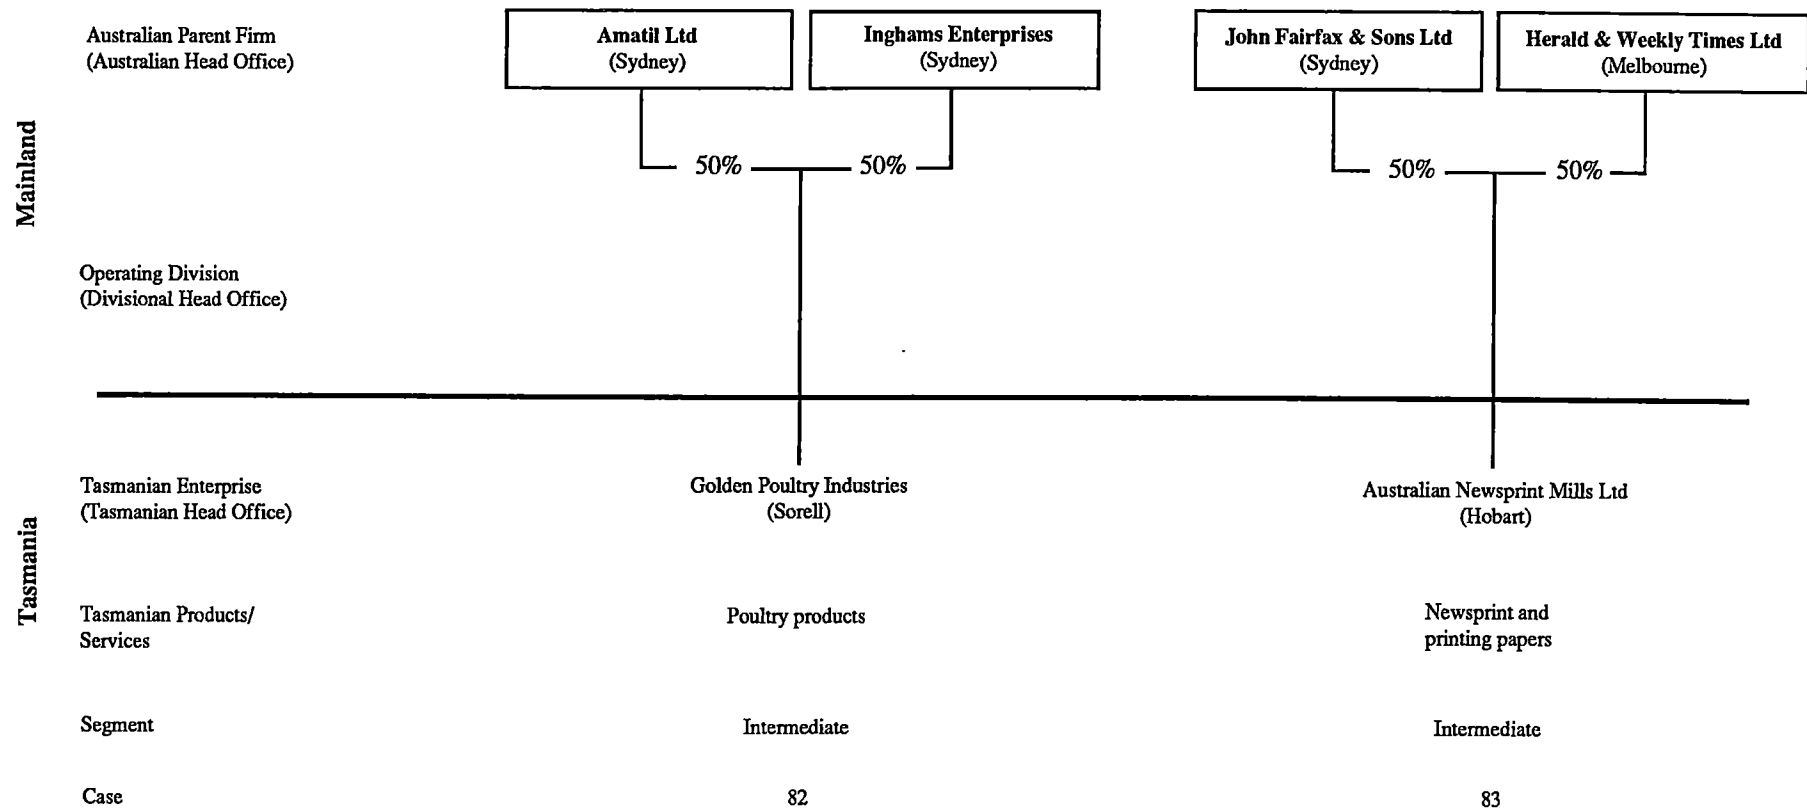 Australian Parent Firm
(Australian Head Office)
Amatil Ltd
(Sydney)
Inghams Enterprises
(Sydney)
John Fairfax & Sons Ltd
(Sydney)
Herald & Weekly Times Ltd
(Melbourne)
Mainland
50%
50%
50%
50%
Operating Division
(Divisional Head Office)
Tasmania
Tasmanian Enterprise
(Tasmanian Head Office)
Golden Poultry Industries
(Sorell)
Australian Newsprint Mills Ltd
(Hobart)
Tasmanian Products/
Services
Poultry products
Newsprint and
printing papers
Segment
Intermediate
Intermediate
Case
82
83